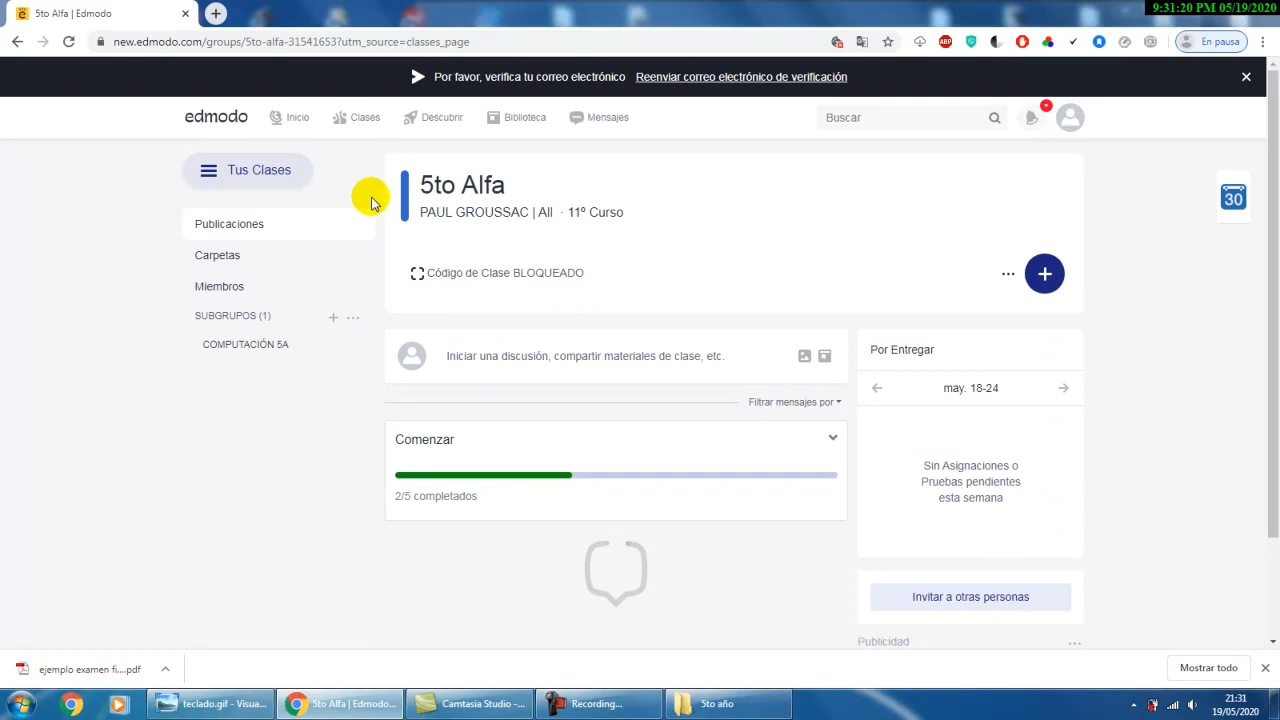 9:31:20 PM 05/19/2020
5to Alfa | Edmodo
new.edmodo.com/groups/5to-alfa-31541653?utm_source=classes_page
ABP
En pausa
Por favor, verifica tu correo electrónico Reenviar correo electrónico de verificación
edmodo Inicio Clases Descubrir Biblioteca Mensajes Buscar
Tus Clases
5to Alfa
PAUL GROUSSAC | All · 11º Curso
30
Publicaciones
Carpetas
Código de Clase BLOQUEADO
Miembros
SUBGRUPOS (1)
COMPUTACIÓN 5A
Iniciar una discusión, compartir materiales de clase, etc.
Por Entregar
may. 18-24
Filtrar mensajes por
Comenzar
2/5 completados
Sin Asignaciones o
Pruebas pendientes
esta semana
Invitar a otras personas
Publicidad
ejemplo examen fi....pdf
Mostrar todo
teclado.gif - Visua...
5to Alfa | Edmod...
Camtasia Studio -...
Recording...
5to año
21:31
19/05/2020